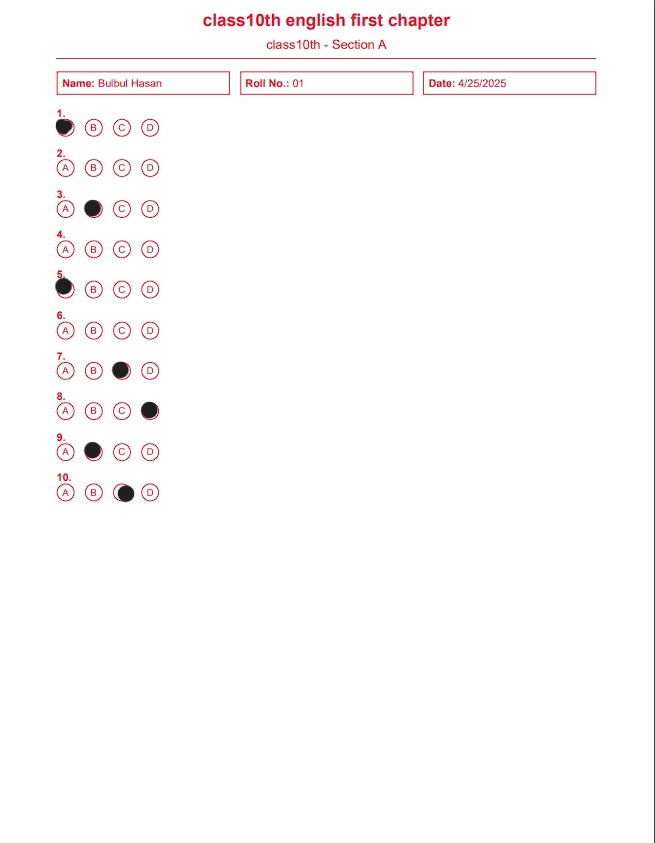 class10th english first chapter
class10th - Section A
Name: Bulbul Hasan Roll No.: 01 Date: 4/25/2025
1.
B C D
2.
A B C D
3.
A C D
4.
A B C D
5.
B C D
6.
A B C D
7.
A B D
8.
A B C
9.
A C D
10.
A B D